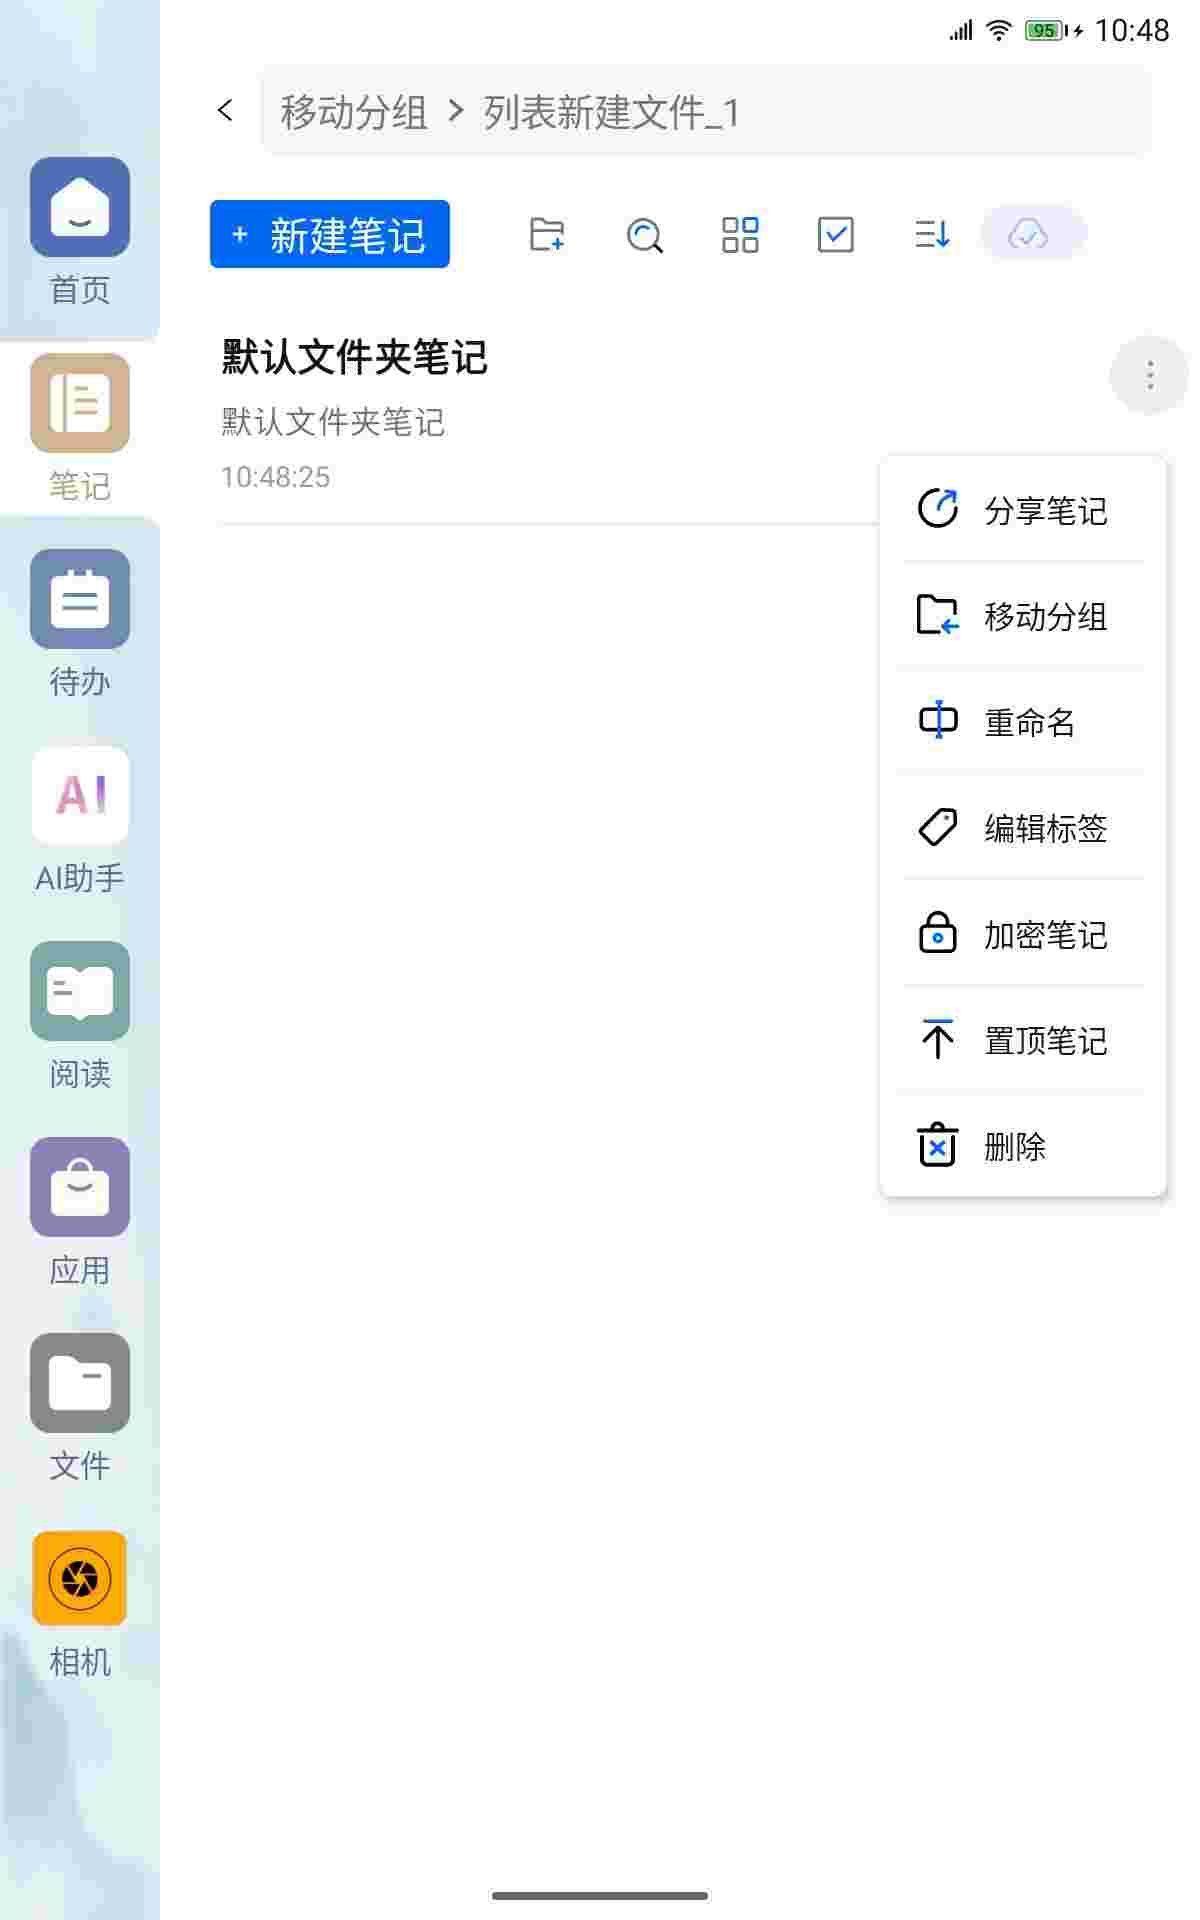 95 10:48
移动分组 > 列表新建文件_1
+ 新建笔记
首页
笔记
待办
AI
AI助手
阅读
应用
文件
相机
默认文件夹笔记
默认文件夹笔记
10:48:25
分享笔记
移动分组
重命名
编辑标签
加密笔记
置顶笔记
删除